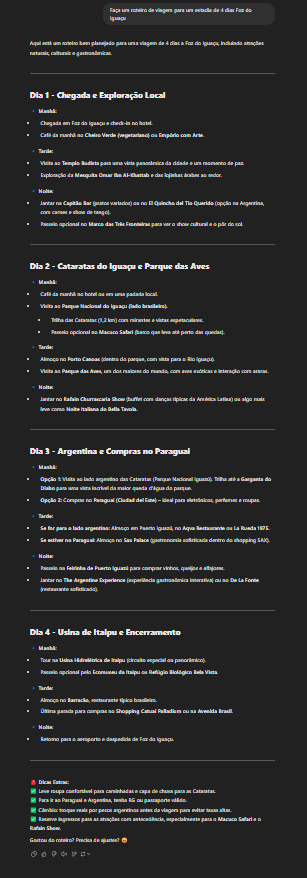 Faça um roteiro de viagem para um estadia de 4 dias Foz do
Iguaçu
Aqui está um roteiro bem planejado para uma viagem de 4 dias a Foz do Iguaçu, incluindo atrações
naturais, culturais e gastronômicas.
Dia 1 - Chegada e Exploração Local
Manhã:
Chegada em Foz do Iguaçu e check-in no hotel.
Café da manhã no Cheiro Verde (vegetariano) ou Empório com Arte.
Tarde:
Visita ao Templo Budista para uma vista panorâmica da cidade e um momento de paz.
Exploração da Mesquita Omar Ibn Al-Khattab e das lojinhas árabes ao redor.
Noite:
Jantar na Capitão Bar (pratos variados) ou no El Quincho del Tío Querido (opção na Argentina,
com carnes e show de tango).
Passeio opcional no Marco das Três Fronteiras para ver o show cultural e o pôr do sol.
Dia 2 - Cataratas do Iguaçu e Parque das Aves
Manhã:
Café da manhã no hotel ou em uma padaria local.
Visita ao Parque Nacional do Iguaçu (lado brasileiro).
Trilha das Cataratas (1,2 km) com mirantes e vistas espetaculares.
Passeio opcional no Macuco Safari (barco que leva até perto das quedas).
Tarde:
Almoço no Porto Canoas (dentro do parque, com vista para o Rio Iguaçu).
Visita ao Parque das Aves, um dos maiores do mundo, com aves exóticas e interação com araras.
Noite:
Jantar no Rafain Churrascaria Show (buffet com danças típicas da América Latina) ou algo mais
leve como Noite Italiana do Bella Tavola.
Dia 3 - Argentina e Compras no Paraguai
Manhã:
Opção 1: Visita ao lado argentino das Cataratas (Parque Nacional Iguazú). Trilha até a Garganta do
Diabo para uma vista incrível da maior queda d'água do parque.
Opção 2: Compras no Paraguai (Ciudad del Este) – ideal para eletrônicos, perfumes e roupas.
Tarde:
Se for para o lado argentino: Almoço em Puerto Iguazú, no Aqva Restaurante ou La Rueda 1975.
Se estiver no Paraguai: Almoço no Sax Palace (gastronomia sofisticada dentro do shopping SAX).
Noite:
Passeio na Feirinha de Puerto Iguazú para comprar vinhos, queijos e alfajores.
Jantar no The Argentine Experience (experiência gastronômica interativa) ou no De La Fonte
(restaurante sofisticado).
Dia 4 - Usina de Itaipu e Encerramento
Manhã:
Tour na Usina Hidrelétrica de Itaipu (circuito especial ou panorâmico).
Passeio opcional pelo Ecomuseu da Itaipu ou Refúgio Biológico Bela Vista.
Tarde:
Almoço no Barracão, restaurante típico brasileiro.
Última parada para compras no Shopping Catuaí Palladium ou na Avenida Brasil.
Noite:
Retorno para o aeroporto e despedida de Foz do Iguaçu.
Dicas Extras:
Leve roupa confortável para caminhadas e capa de chuva para as Cataratas.
Para ir ao Paraguai e Argentina, tenha RG ou passaporte válido.
Câmbio: troque reais por pesos argentinos antes da viagem para evitar taxas altas.
Reserve ingressos para as atrações com antecedência, especialmente para o Macuco Safari e o
Rafain Show.
Gostou do roteiro? Precisa de ajustes?